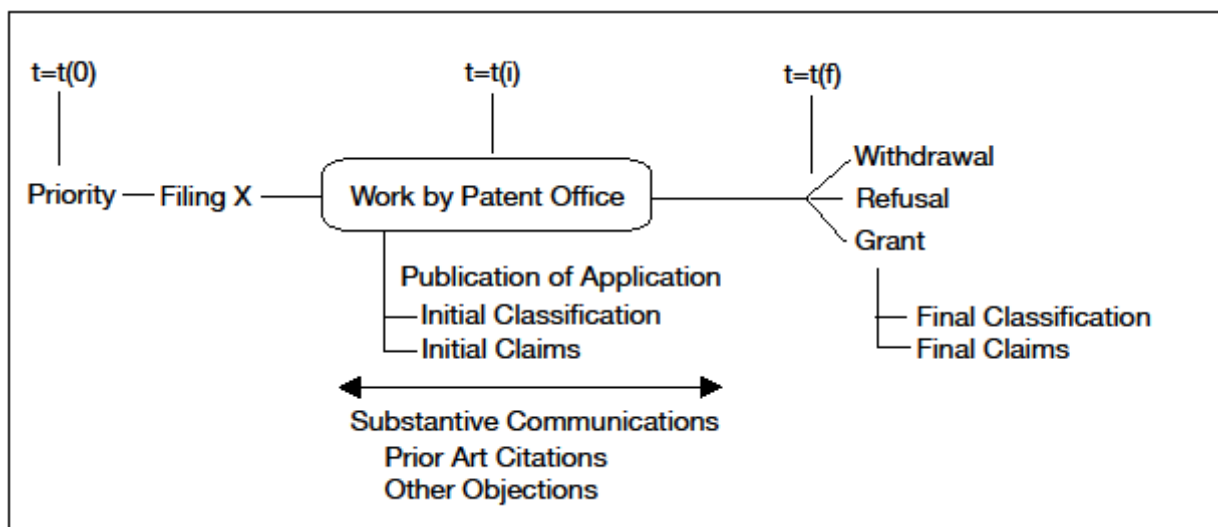 t=t(0) t=t(i) t=t(f)
Withdrawal
Priority Filing X Work by Patent Office Refusal
Grant
Publication of Application
Initial Classification Final Classification
Initial Claims Final Claims
Substantive Communications
Prior Art Citations
Other Objections